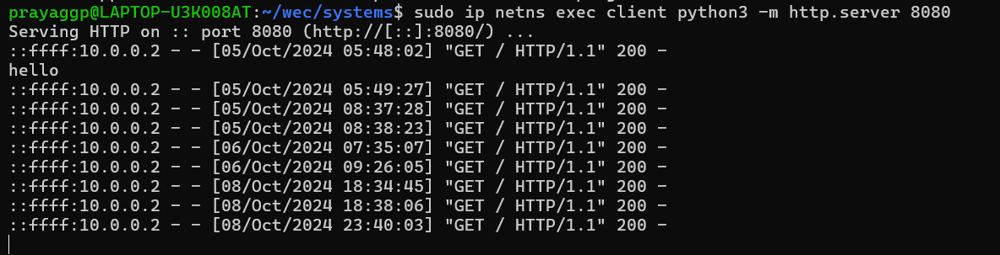 prayaggp@LAPTOP-U3K008AT:~/wec/systems$ sudo ip netns exec client python3 -m http.server 8080
Serving HTTP on :: port 8080 (http://[::]:8080/) ...
::ffff:10.0.0.2 - - [05/Oct/2024 05:48:02] "GET / HTTP/1.1" 200 -
hello
::ffff:10.0.0.2 - - [05/Oct/2024 05:49:27] "GET / HTTP/1.1" 200 -
::ffff:10.0.0.2 - - [05/Oct/2024 08:37:28] "GET / HTTP/1.1" 200 -
::ffff:10.0.0.2 - - [05/Oct/2024 08:38:23] "GET / HTTP/1.1" 200 -
::ffff:10.0.0.2 - - [06/Oct/2024 07:35:07] "GET / HTTP/1.1" 200 -
::ffff:10.0.0.2 - - [06/Oct/2024 09:26:05] "GET / HTTP/1.1" 200 -
::ffff:10.0.0.2 - - [08/Oct/2024 18:34:45] "GET / HTTP/1.1" 200 -
::ffff:10.0.0.2 - - [08/Oct/2024 18:38:06] "GET / HTTP/1.1" 200 -
::ffff:10.0.0.2 - - [08/Oct/2024 23:40:03] "GET / HTTP/1.1" 200 -